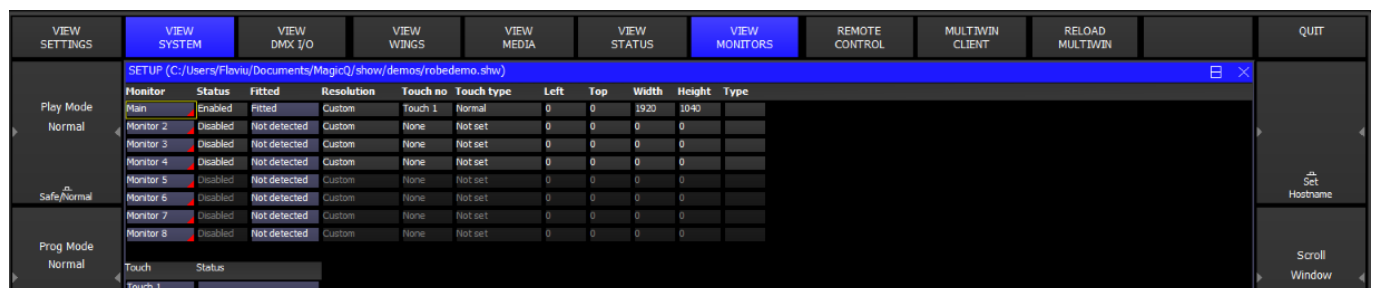 VIEW SETTINGS
VIEW SYSTEM
VIEW DMX I/O
VIEW WINGS
VIEW MEDIA
VIEW STATUS
VIEW MONITORS
REMOTE CONTROL
MULTIWIN CLIENT
RELOAD MULTIWIN
QUIT
SETUP (C:/Users/Flaviu/Documents/MagicQ/show/demos/robedemo.shw)
Monitor Status Fitted Resolution Touch no Touch type Left Top Width Height Type
Main Enabled Fitted Custom Touch 1 Normal 0 0 1920 1040
Monitor 2 Disabled Not detected Custom None Not set 0 0 0 0
Monitor 3 Disabled Not detected Custom None Not set 0 0 0 0
Monitor 4 Disabled Not detected Custom None Not set 0 0 0 0
Monitor 5 Disabled Not detected Custom None Not set 0 0 0 0
Monitor 6 Disabled Not detected Custom None Not set 0 0 0 0
Monitor 7 Disabled Not detected Custom None Not set 0 0 0 0
Monitor 8 Disabled Not detected Custom None Not set 0 0 0 0
Touch Status
Touch 1
Play Mode
Normal
Safe/Normal
Prog Mode
Normal
Set
Hostname
Scroll
Window